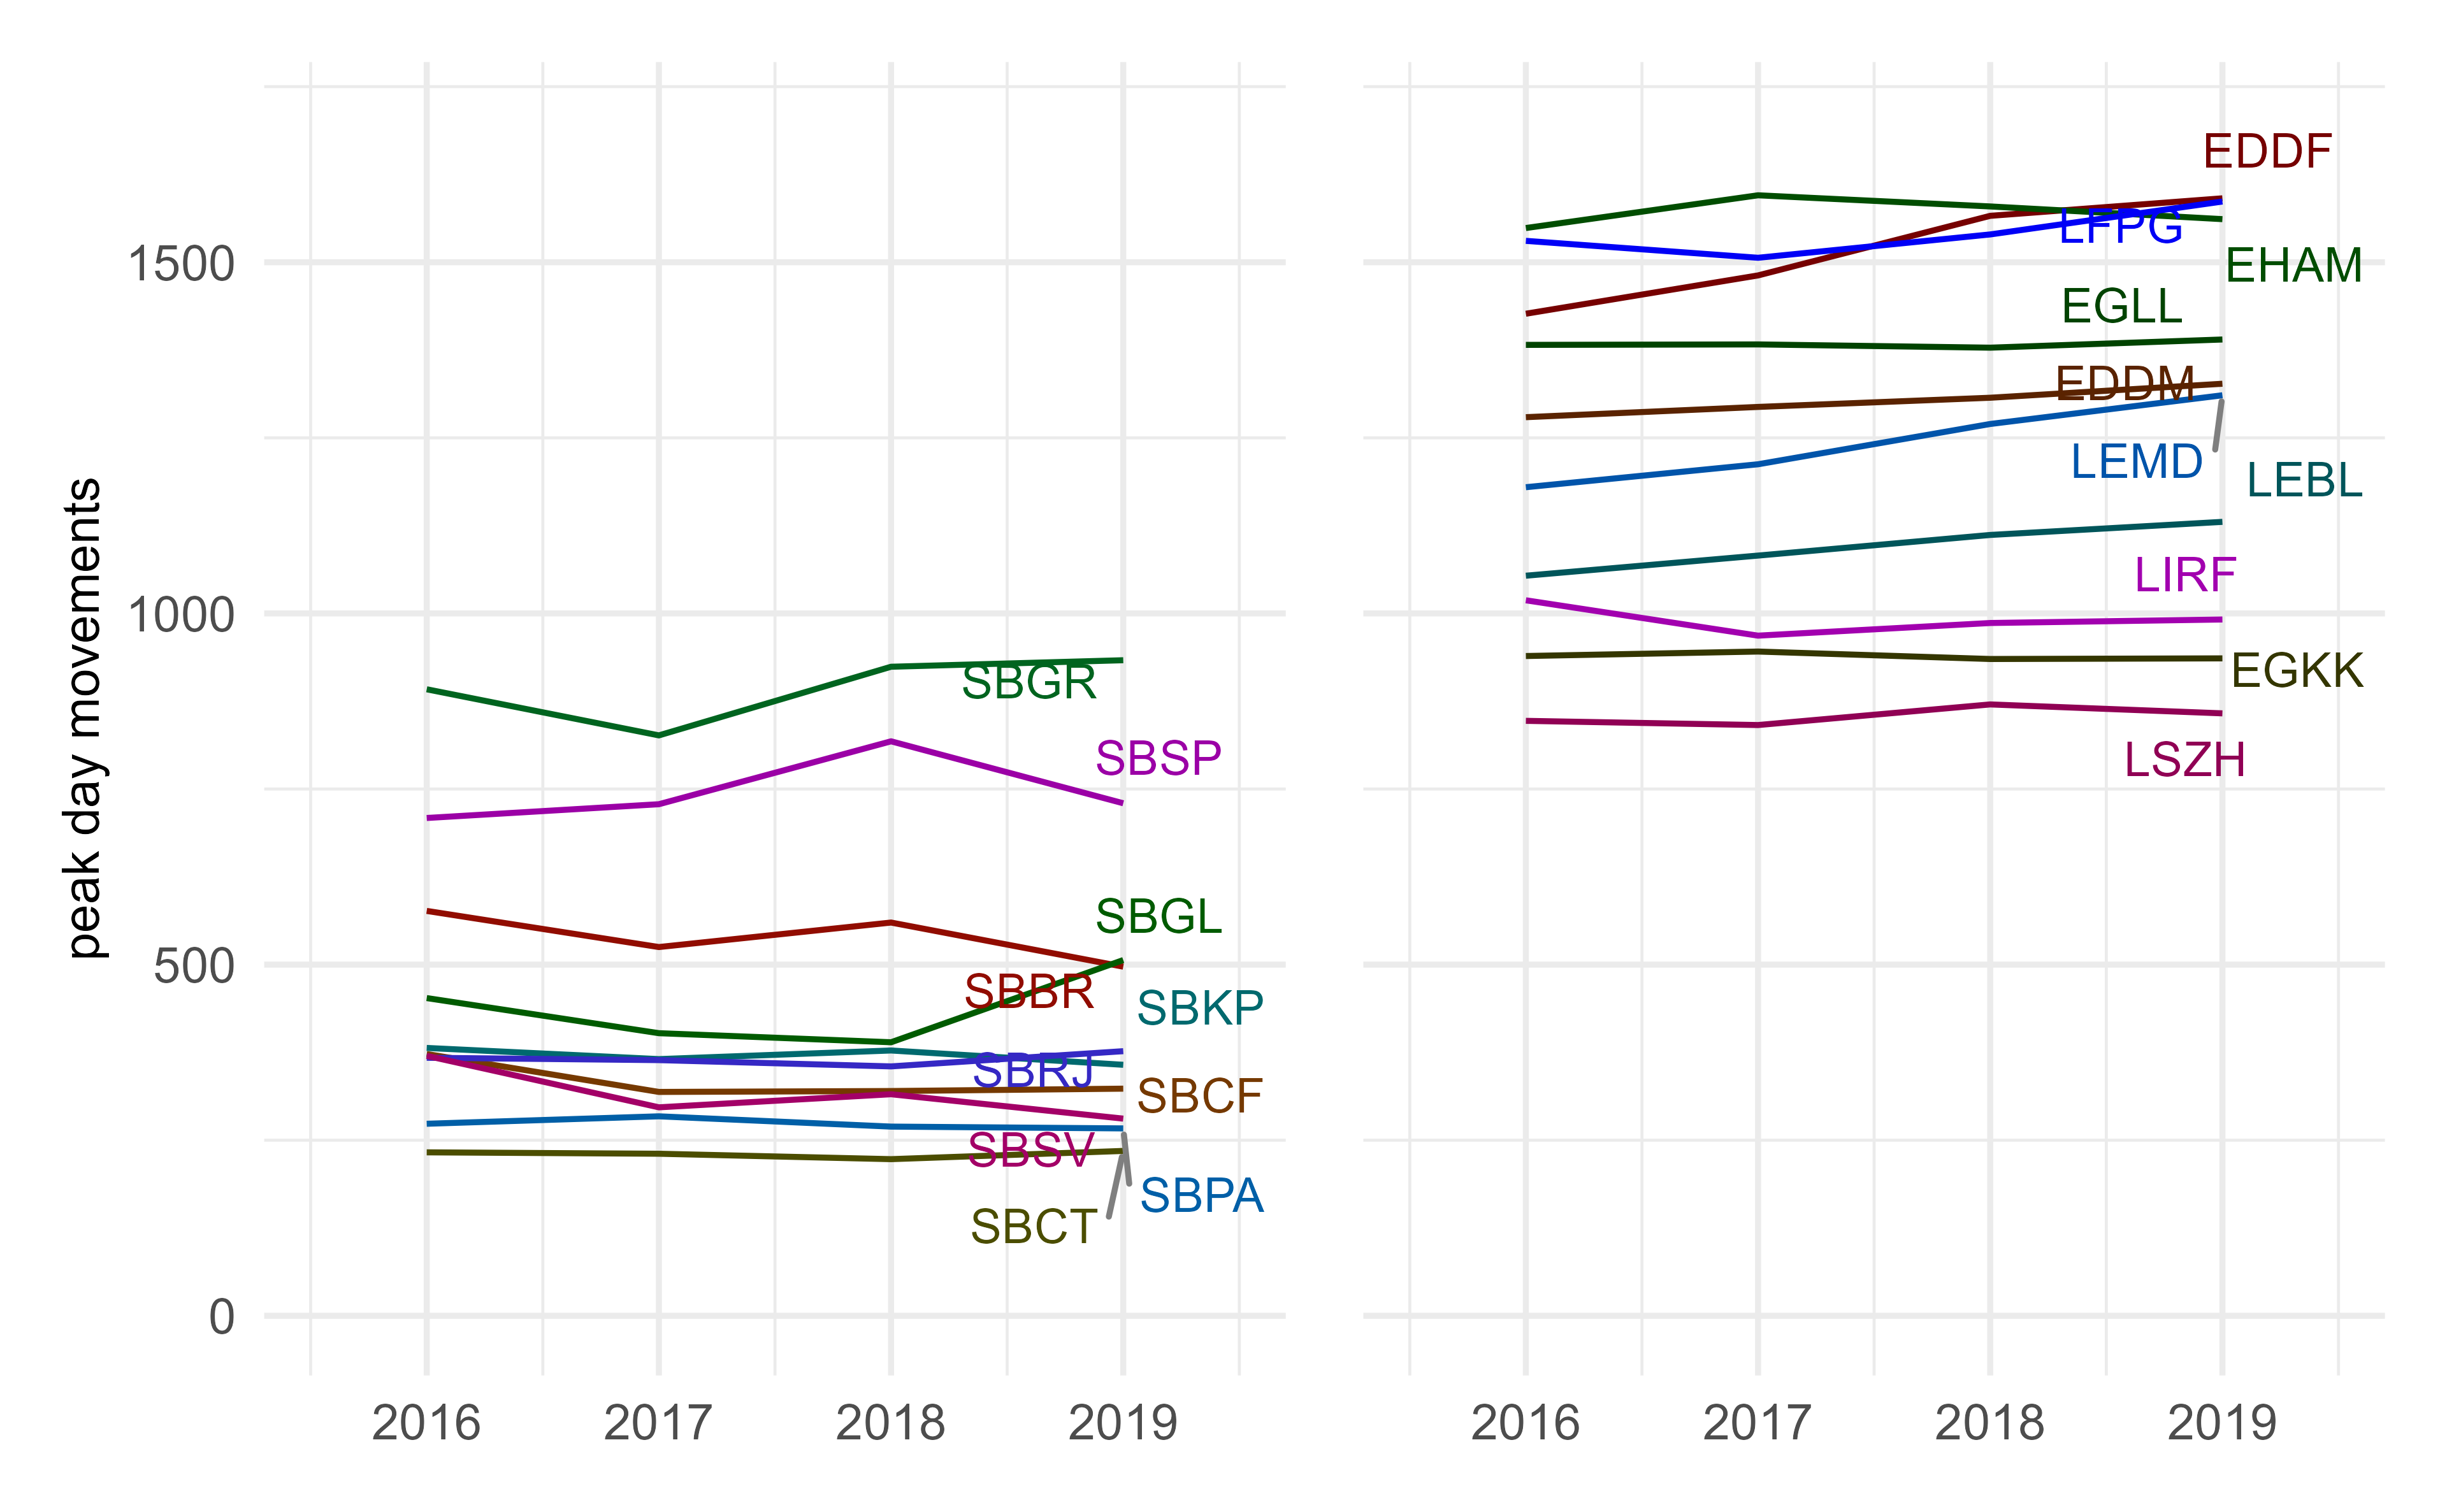 peak day movements
1500
1000
500
0
SBGR
SBSP
SBGL
SBBR
SBKP
SBRJ
SBCF
SBSV
SBPA
SBCT
2016 2017 2018 2019
EDDF
LFPG
EHAM
EGLL
EDDM
LEMD
LEBL
LIRF
EGKK
LSZH
2016 2017 2018 2019